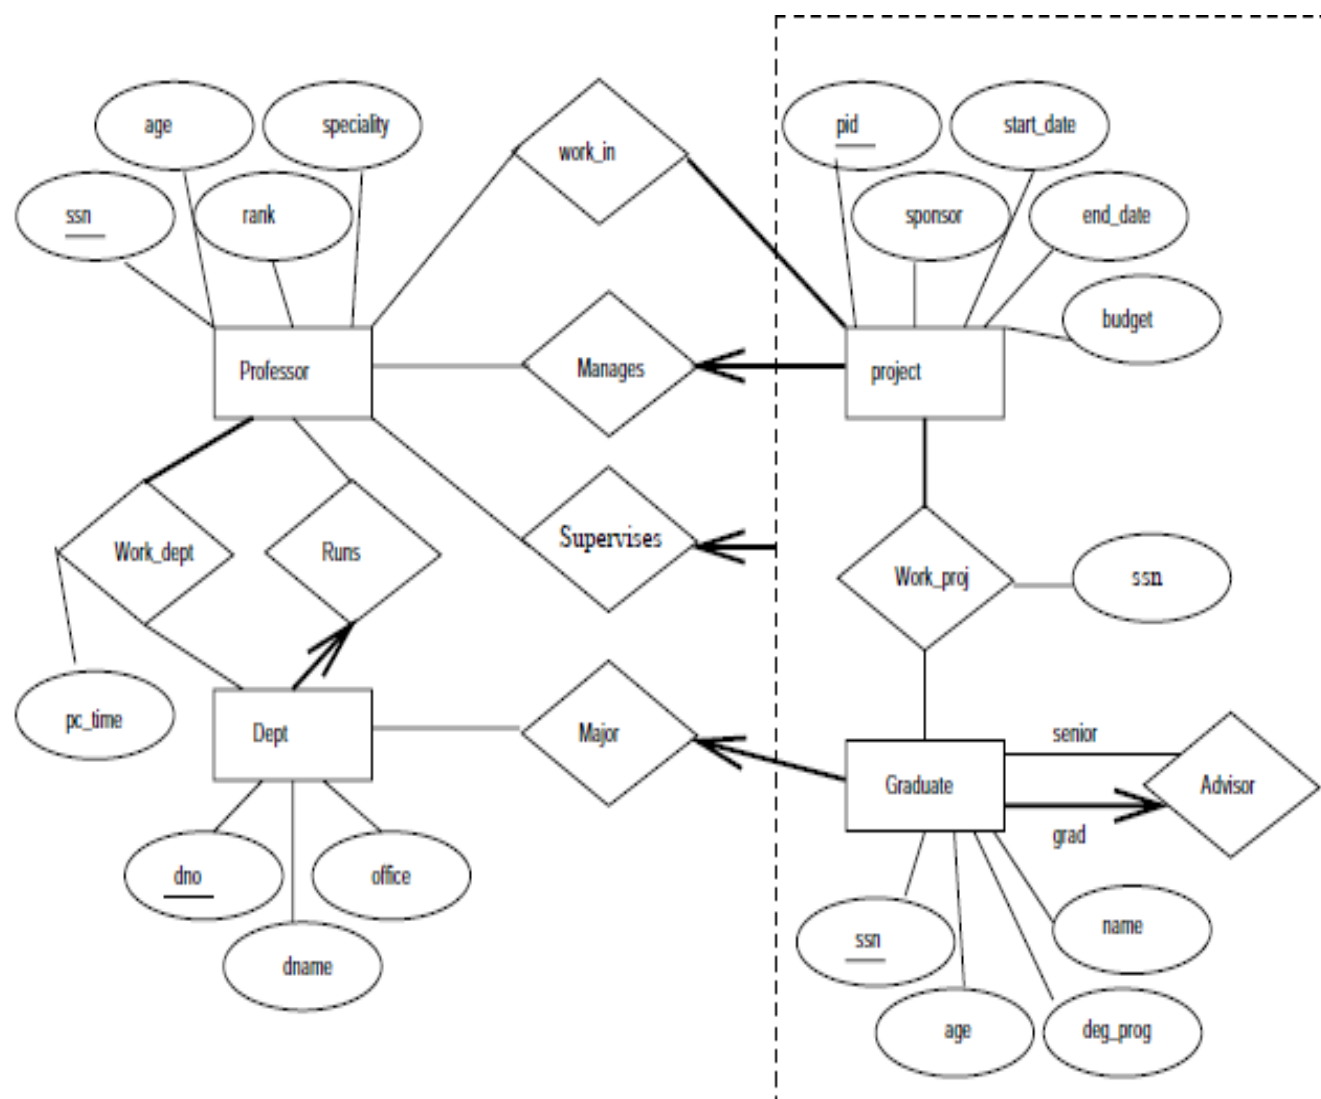 age
speciality
work_in
pid
start_date
ssn
rank
sponsor
end_date
budget
Professor
Manages
project
Work_dept
Runs
Supervises
Work_proj
ssn
pc_time
Dept
Major
senior
Graduate
Advisor
grad
dno
office
name
ssn
dname
age
deg_prog